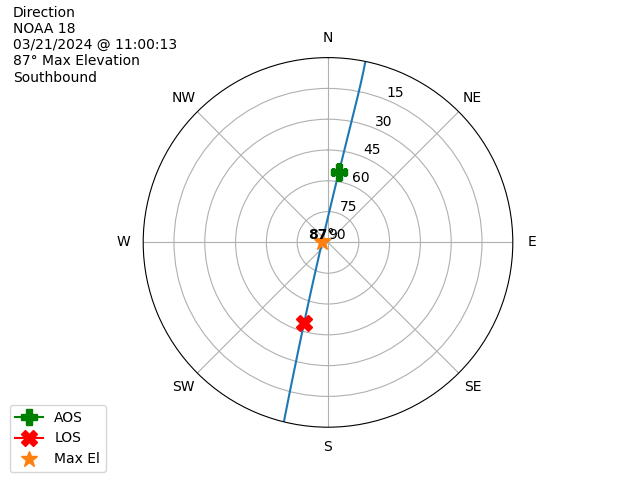 Direction
NOAA 18
03/21/2024 @ 11:00:13
87° Max Elevation
Southbound
N
NW
NE
15
30
45
60
75
87°
90
W
E
SW
SE
S
AOS
LOS
Max El